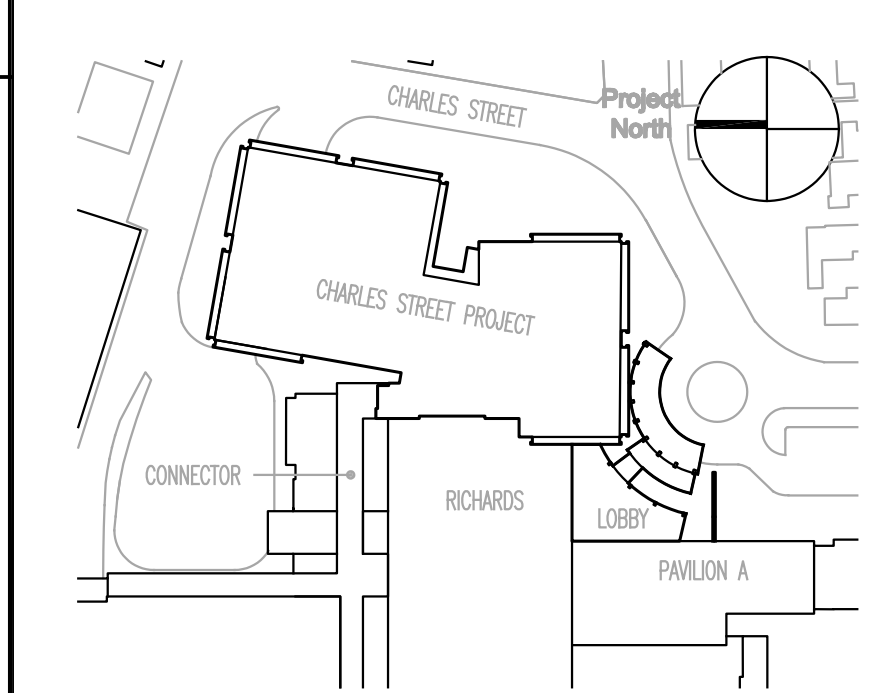 CHARLES STREET
Project
North
CHARLES STREET PROJECT
CONNECTOR
RICHARDS
LOBBY
PAVILION A